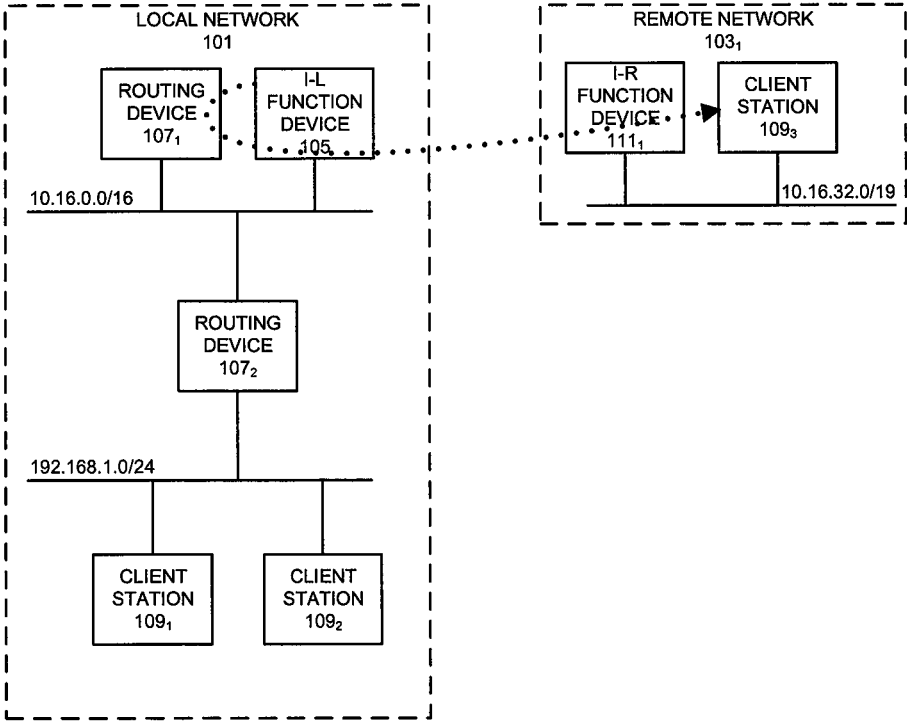 LOCAL NETWORK
101
ROUTING
DEVICE
107₁
I-L
FUNCTION
DEVICE
105
10.16.0.0/16
ROUTING
DEVICE
107₂
192.168.1.0/24
CLIENT
STATION
109₁
CLIENT
STATION
109₂
REMOTE NETWORK
103₁
I-R
FUNCTION
DEVICE
111₁
CLIENT
STATION
109₃
10.16.32.0/19